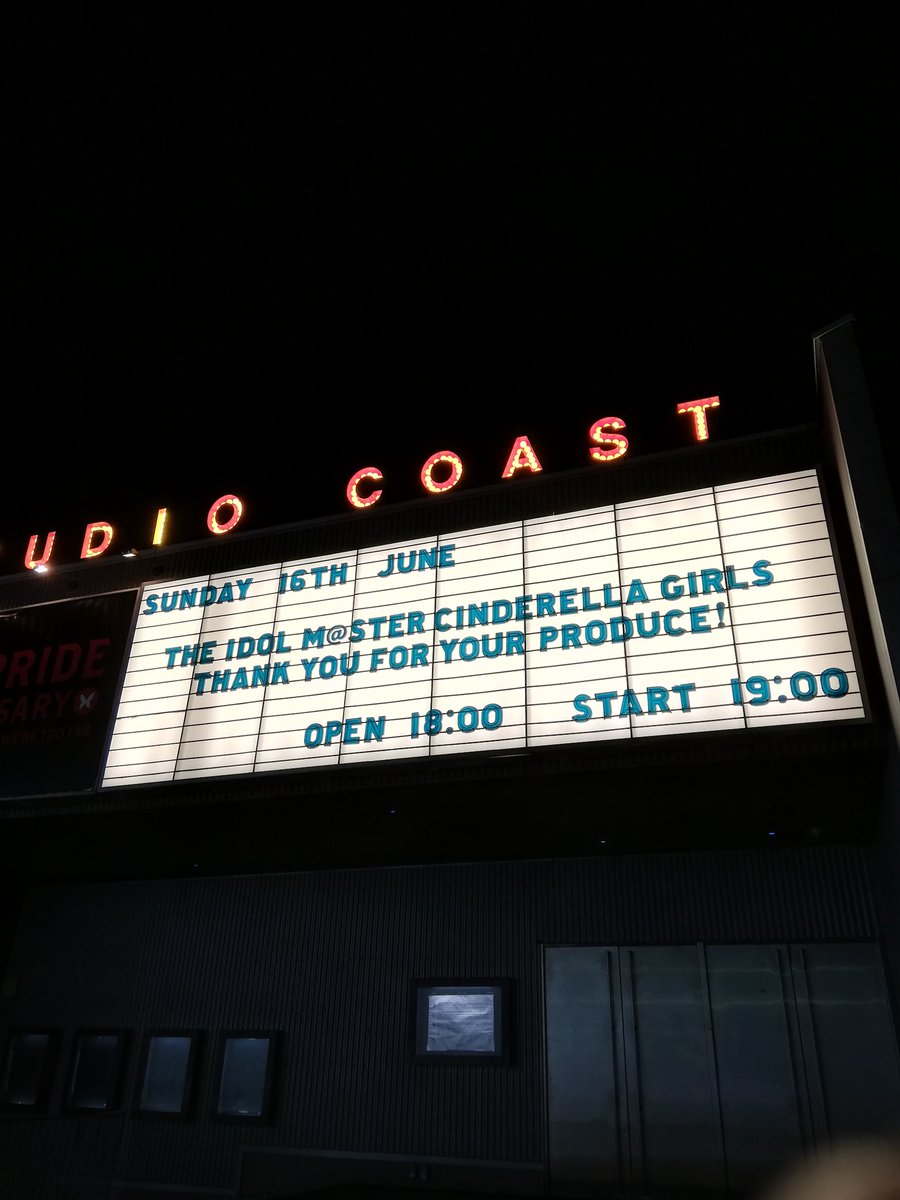 UDIO COAST
SUNDAY 16TH JUNE
THE IDOL M@STER CINDERELLA GIRLS
THANK YOU FOR YOUR PRODUCE!
OPEN 18:00 START 19:00
PRIDE
SARY